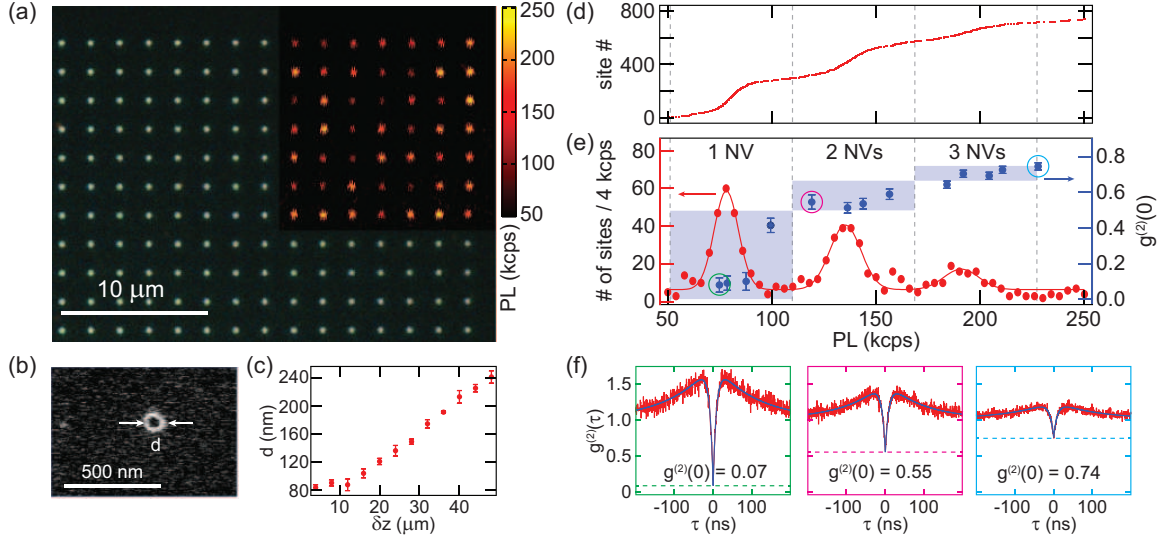 (a)
10 μm
250
200
150
100
50
PL (kcps)
(b)
d
500 nm
(c)
240
200
160
120
80
d (nm)
10 20 30 40
δz (μm)
(d)
800
400
0
site #
(e)
1 NV 2 NVs 3 NVs
80
60
40
20
0
# of sites / 4 kcps
0.8
0.6
0.4
0.2
0.0
g(2)(0)
50 100 150 200 250
PL (kcps)
(f)
1.5
1.0
0.5
0
g(2)(τ)
g(2)(0) = 0.07
g(2)(0) = 0.55
g(2)(0) = 0.74
-100 0 100
τ (ns)
-100 0 100
τ (ns)
-100 0 100
τ (ns)